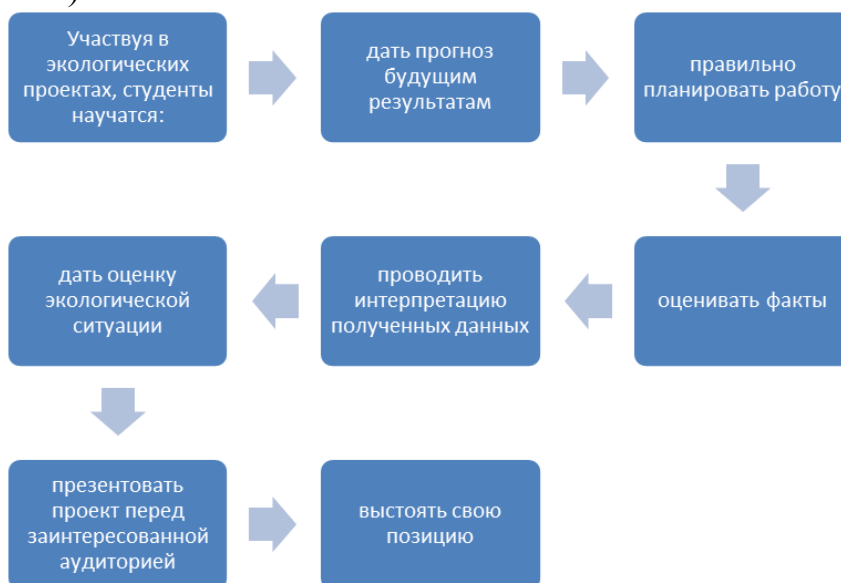 Участвуя в
экологических
проектах, студенты
научатся:
дать прогноз
будущим
результатам
правильно
планировать работу
оценивать факты
проводить
интерпретацию
полученных данных
дать оценку
экологической
ситуации
презентовать
проект перед
заинтересованной
аудиторией
выстоять свою
позицию